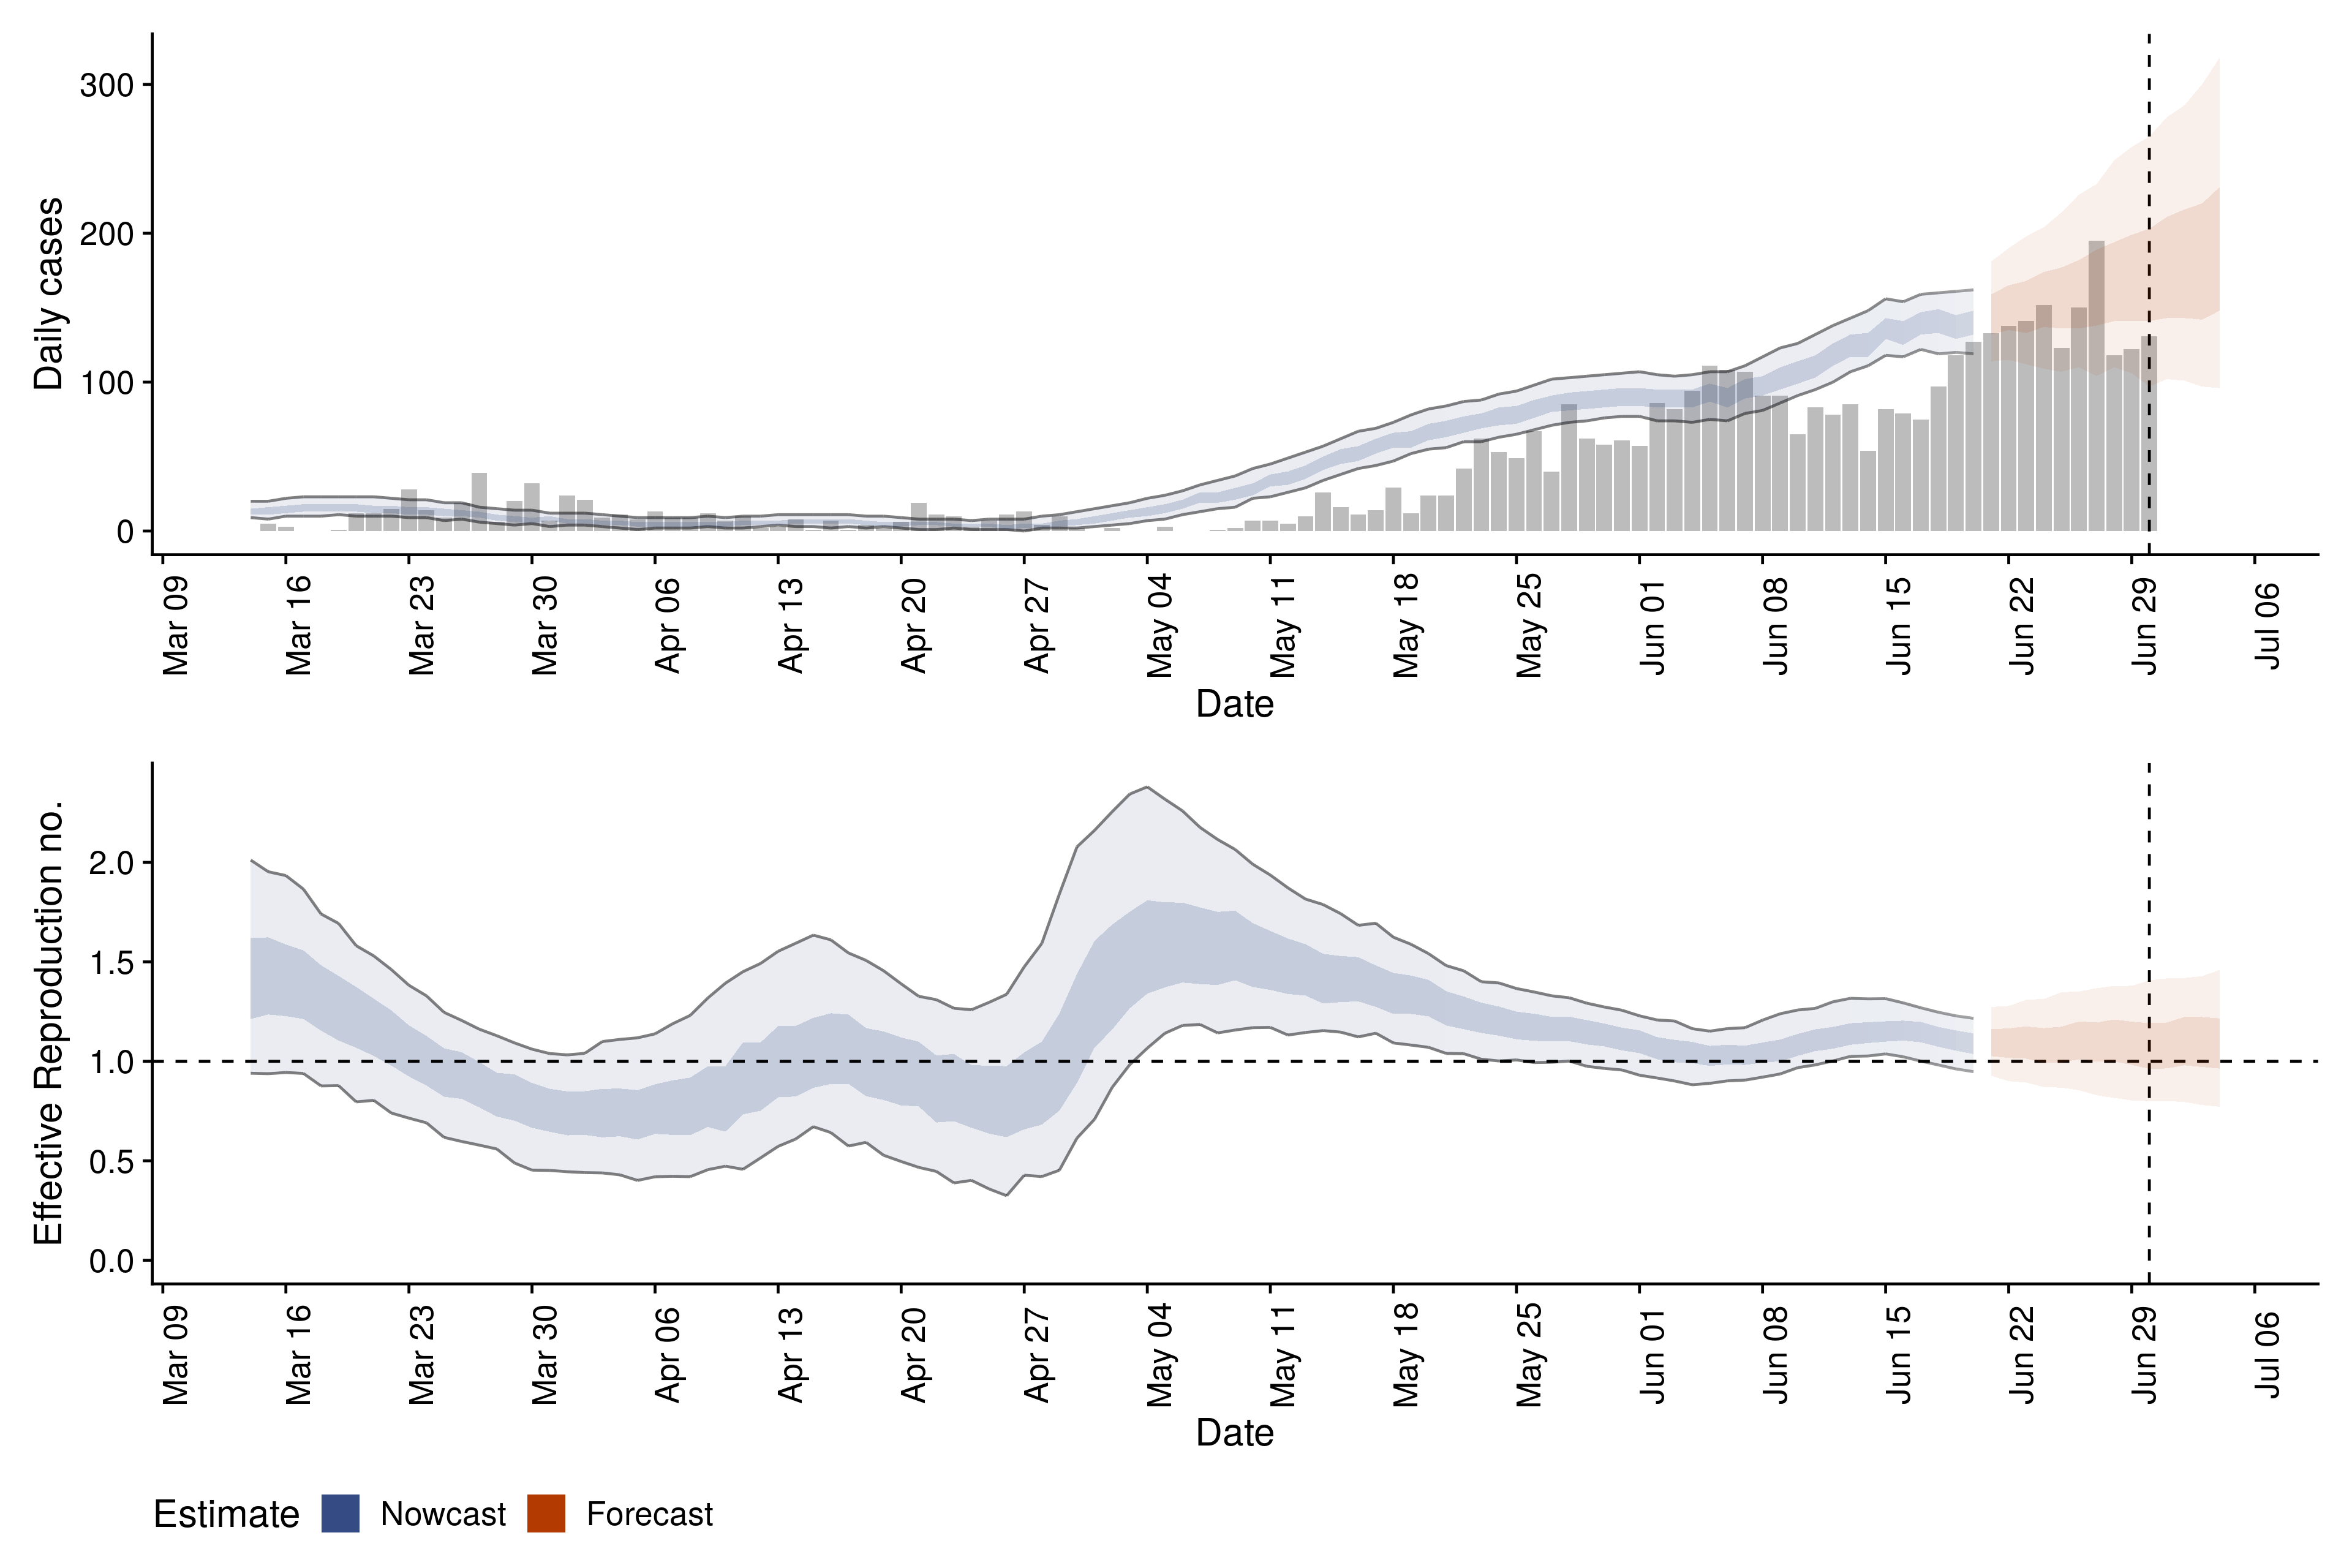 Daily cases
300
200
100
0
Mar 09
Mar 16
Mar 23
Mar 30
Apr 06
Apr 13
Apr 20
Apr 27
May 04
May 11
May 18
May 25
Jun 01
Jun 08
Jun 15
Jun 22
Jun 29
Jul 06
Date
Effective Reproduction no.
2.0
1.5
1.0
0.5
0.0
Mar 09
Mar 16
Mar 23
Mar 30
Apr 06
Apr 13
Apr 20
Apr 27
May 04
May 11
May 18
May 25
Jun 01
Jun 08
Jun 15
Jun 22
Jun 29
Jul 06
Date
Estimate Nowcast Forecast